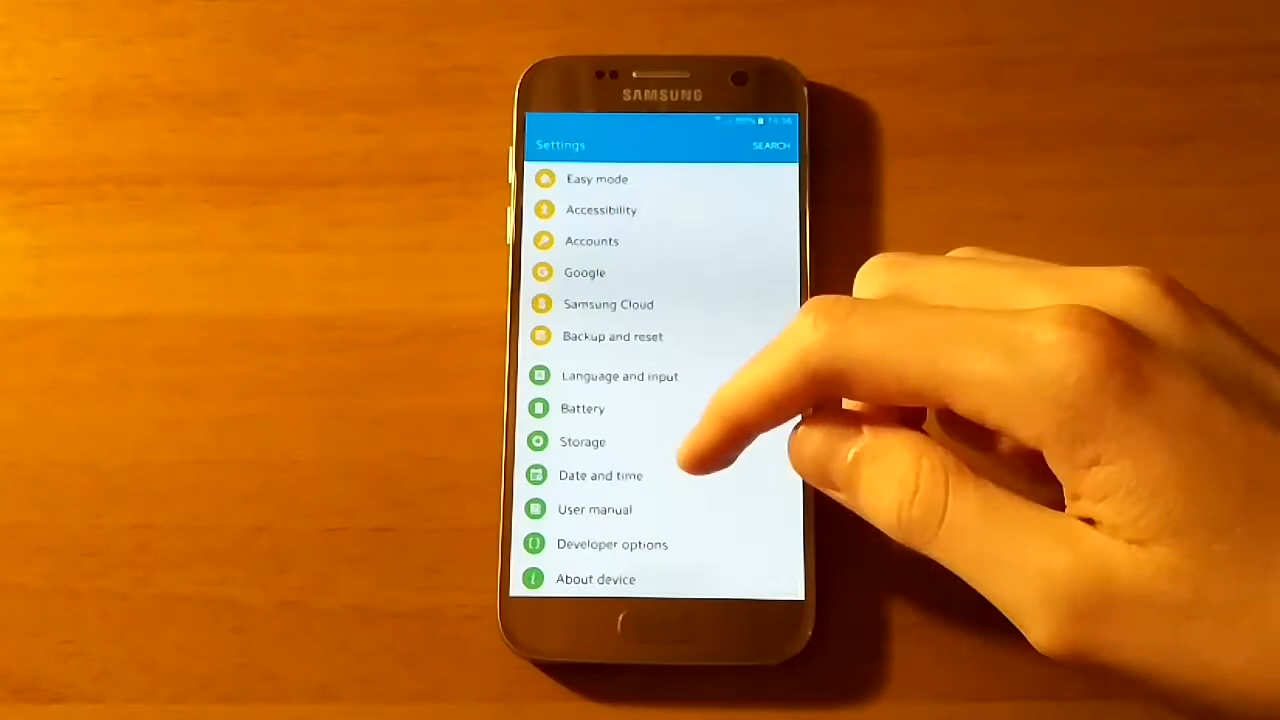 SAMSUNG
Settings
SEARCH
Easy mode
Accessibility
Accounts
Google
Samsung Cloud
Backup and reset
Language and input
Battery
Storage
Date and time
User manual
Developer options
About device